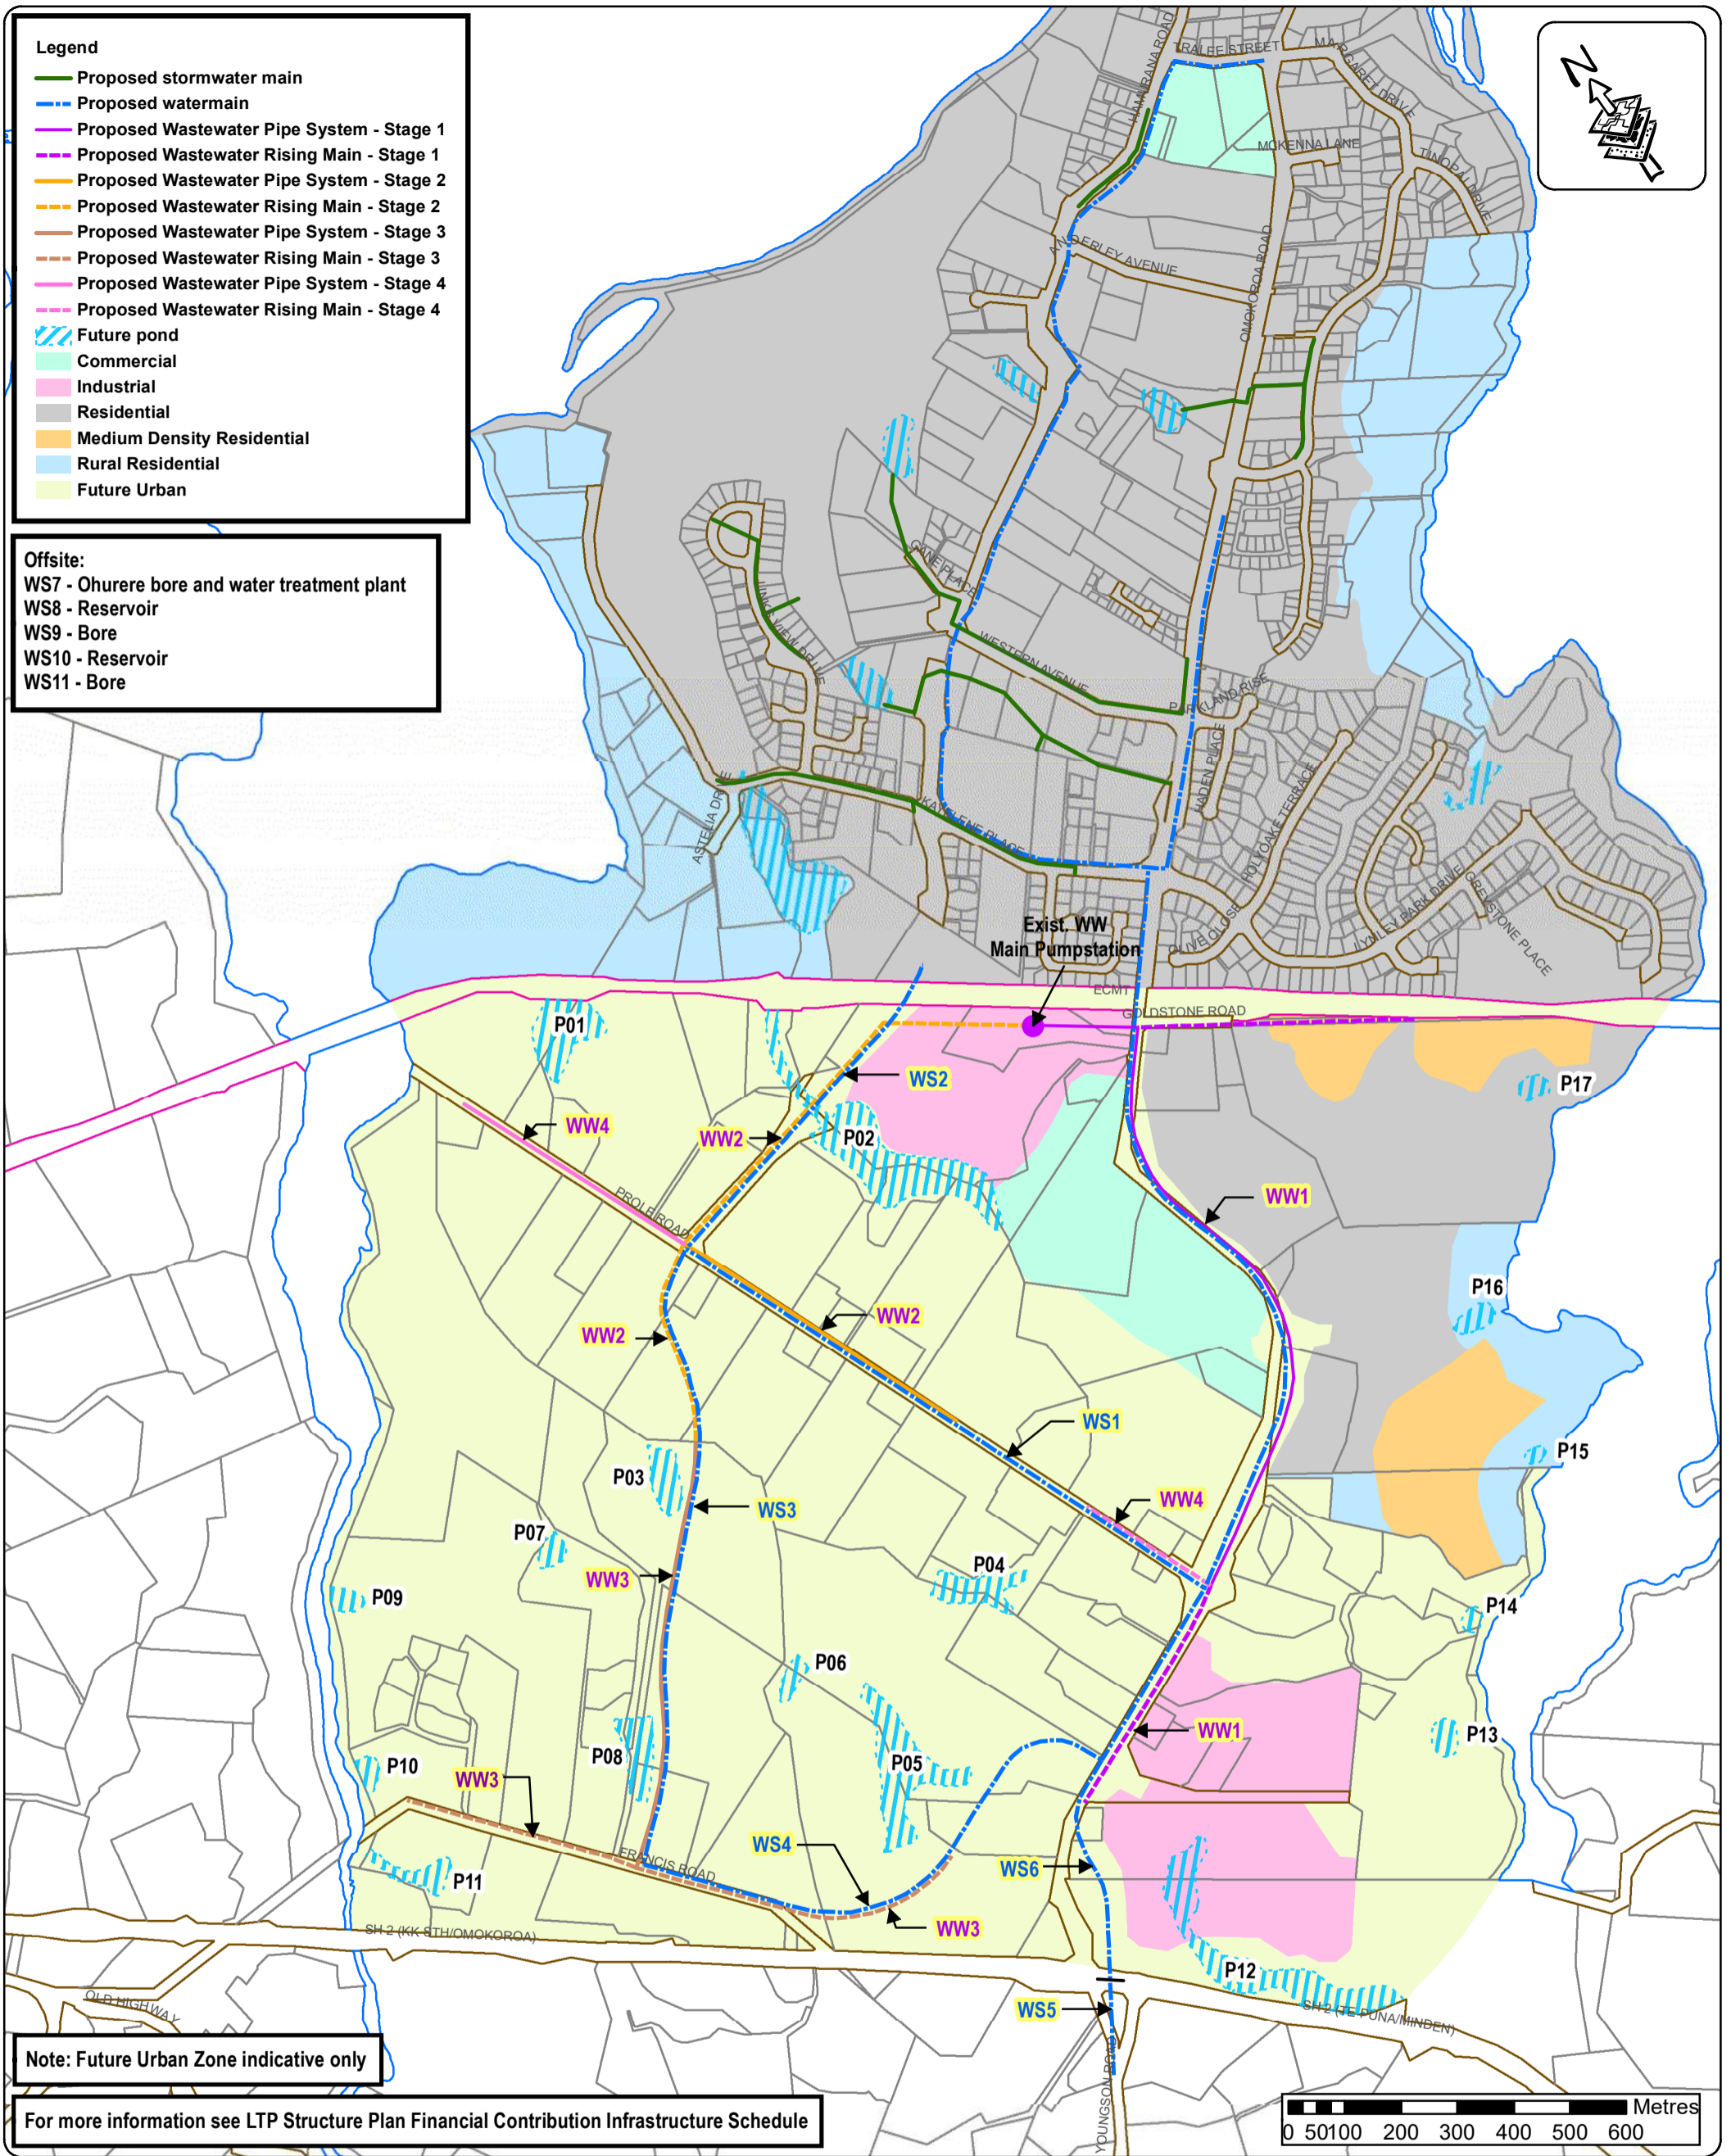 Legend
Proposed stormwater main
Proposed watermain
Proposed Wastewater Pipe System - Stage 1
Proposed Wastewater Rising Main - Stage 1
Proposed Wastewater Pipe System - Stage 2
Proposed Wastewater Rising Main - Stage 2
Proposed Wastewater Pipe System - Stage 3
Proposed Wastewater Rising Main - Stage 3
Proposed Wastewater Pipe System - Stage 4
Proposed Wastewater Rising Main - Stage 4
Future pond
Commercial
Industrial
Residential
Medium Density Residential
Rural Residential
Future Urban
Offsite:
WS7 - Ohurere bore and water treatment plant
WS8 - Reservoir
WS9 - Bore
WS10 - Reservoir
WS11 - Bore
N
HAMURANA ROAD
TRALEE STREET
MARGARET DRIVE
MCKENNA LANE
TINOPAI DRIVE
ANDERLEY AVENUE
OMOKOROA ROAD
GANE PLACE
LINKS VIEW DRIVE
WESTERN AVENUE
PARKLAND RISE
HADEN PLACE
HOLYOAKE TERRACE
ASTELIA DRIVE
KAYELENE PLACE
OLIVE CLOSE
LYNLEY PARK DRIVE
GREYSTONE PLACE
Exist. WW
Main Pumpstation
ECMT
GOLDSTONE ROAD
P01
WS2
P17
WW4
WW2
P02
PROLE ROAD
WW1
P16
WW2
WW2
WS1
P15
P03
WS3
WW4
P07
WW3
P04
P09
P14
P06
WW1
P13
P08
P05
P10
WW3
WS4
FRANCIS ROAD
WS6
P11
WW3
SH 2 (KK STH/OMOKOROA)
P12
WS5
SH 2 (TE PUNA/MINDEN)
OLD HIGHWAY
YOUNGSON ROAD
Note: Future Urban Zone indicative only
For more information see LTP Structure Plan Financial Contribution Infrastructure Schedule
Metres
0 50100 200 300 400 500 600